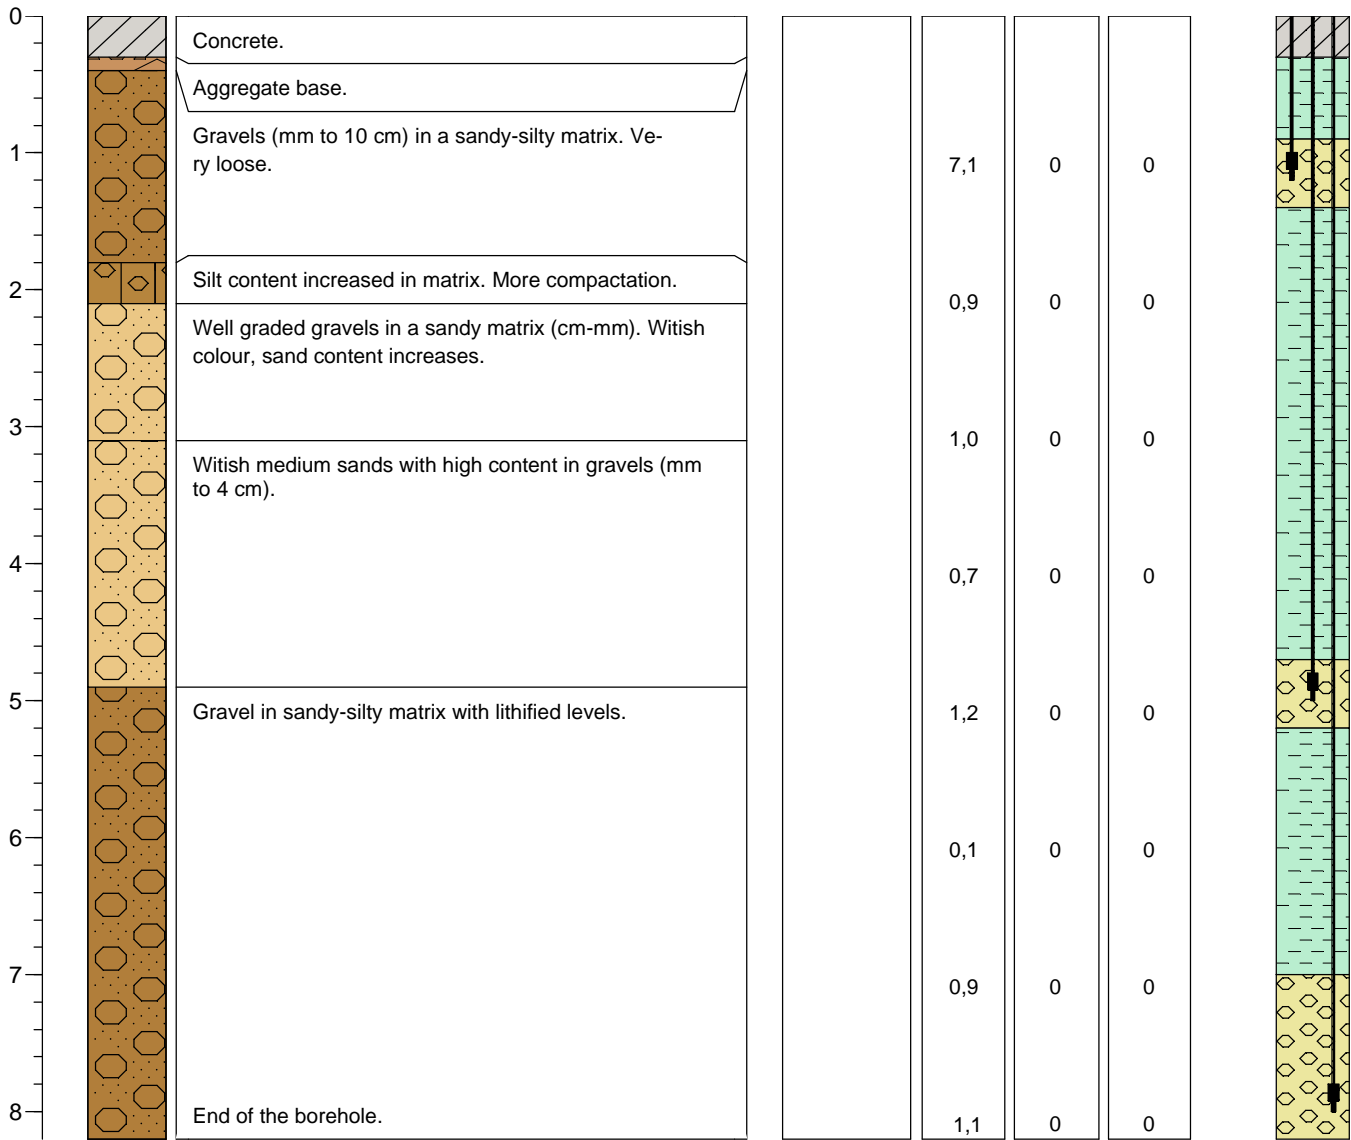 0
Concrete.
Aggregate base.
Gravels (mm to 10 cm) in a sandy-silty matrix. Ve-
ry loose.
1
7,1 0 0
Silt content increased in matrix. More compactation.
2
0,9 0 0
Well graded gravels in a sandy matrix (cm-mm). Witish
colour, sand content increases.
3
1,0 0 0
Witish medium sands with high content in gravels (mm
to 4 cm).
4
0,7 0 0
5
Gravel in sandy-silty matrix with lithified levels.
1,2 0 0
6
0,1 0 0
7
0,9 0 0
8
End of the borehole.
1,1 0 0